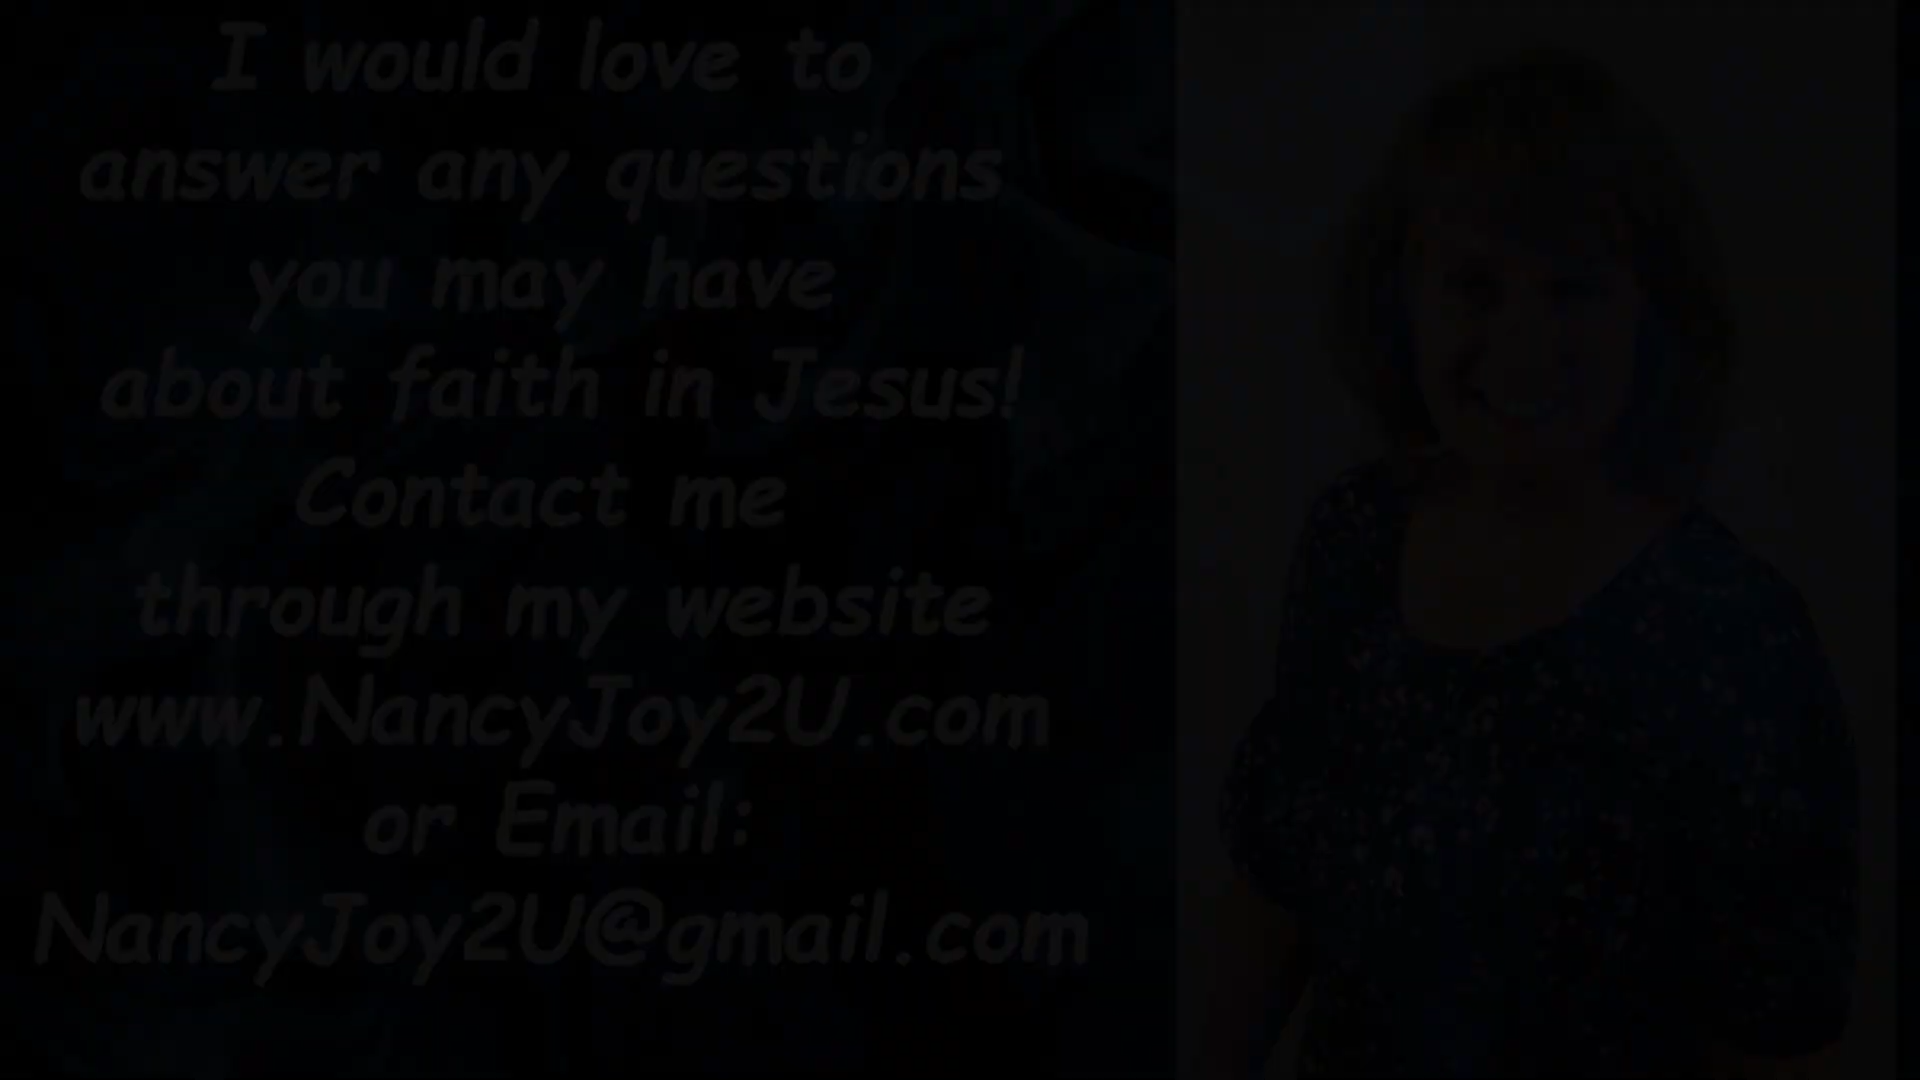 I would love to
answer any questions
you may have
about faith in Jesus!
Contact me
through my website
www.NancyJoy2U.com
or Email:
NancyJoy2U@gmail.com